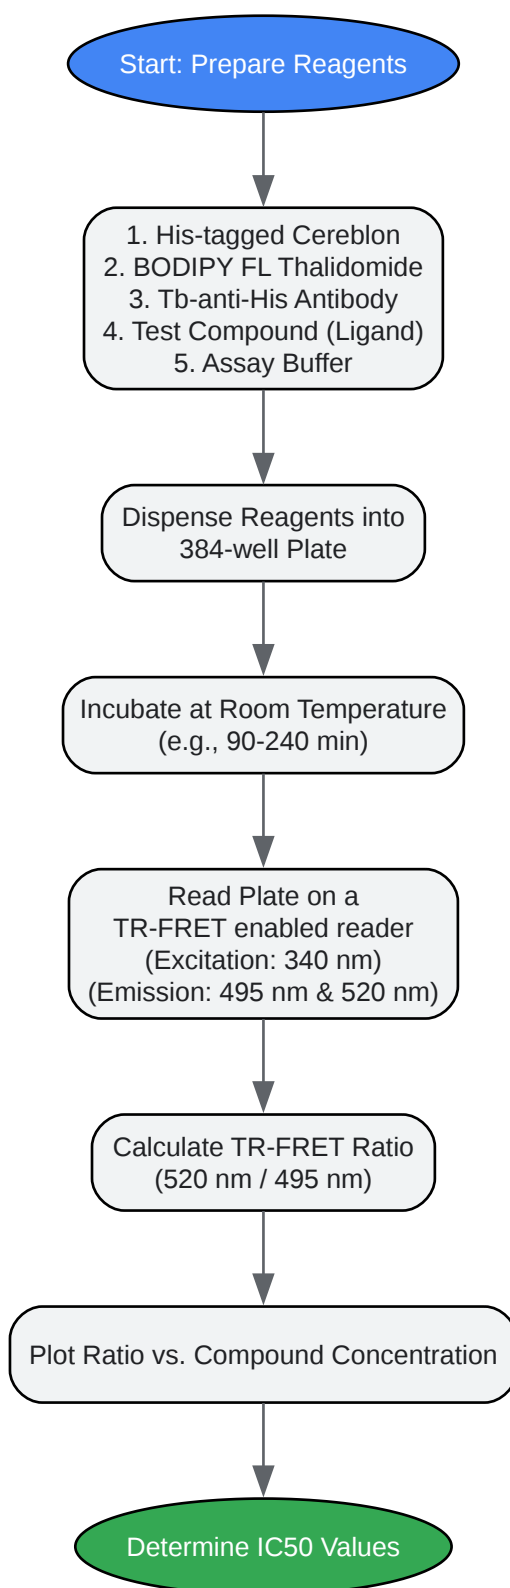 Start: Prepare Reagents
1. His-tagged Cereblon
2. BODIPY FL Thalidomide
3. Tb-anti-His Antibody
4. Test Compound (Ligand)
5. Assay Buffer
Dispense Reagents into
384-well Plate
Incubate at Room Temperature
(e.g., 90-240 min)
Read Plate on a
TR-FRET enabled reader
(Excitation: 340 nm)
(Emission: 495 nm & 520 nm)
Calculate TR-FRET Ratio
(520 nm / 495 nm)
Plot Ratio vs. Compound Concentration
Determine IC50 Values